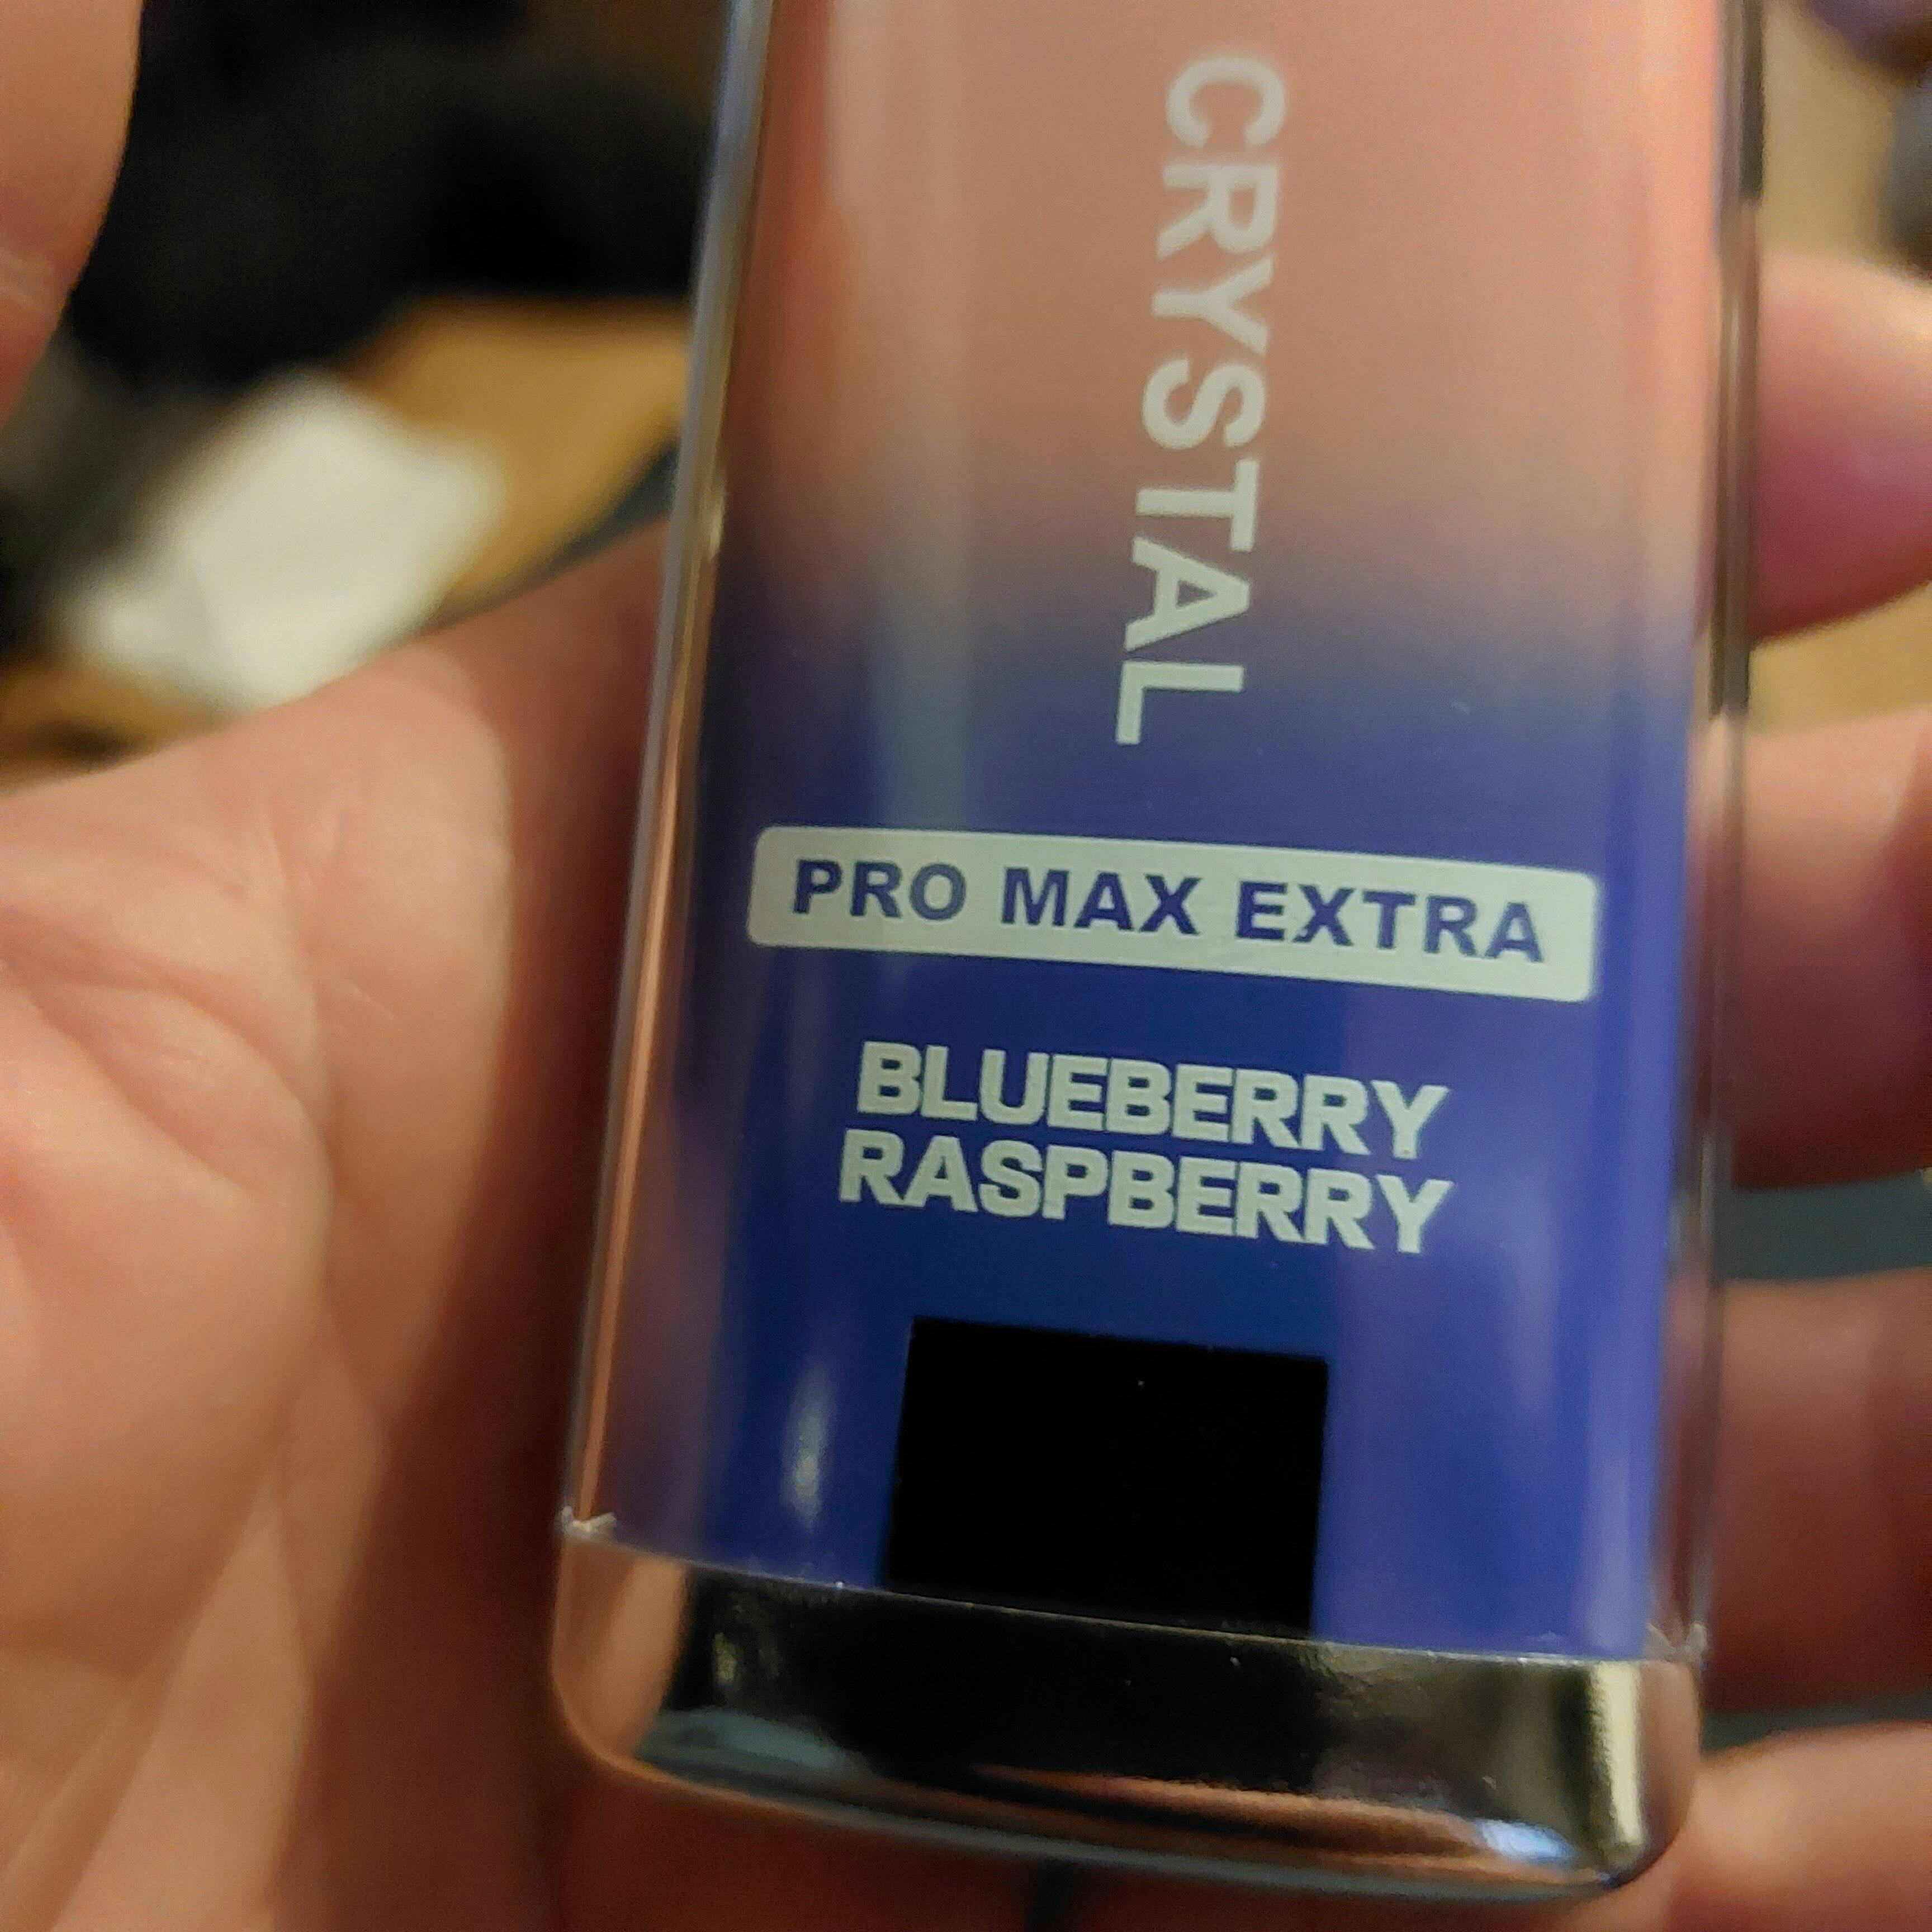 CRYSTAL
PRO MAX EXTRA
BLUEBERRY
RASPBERRY